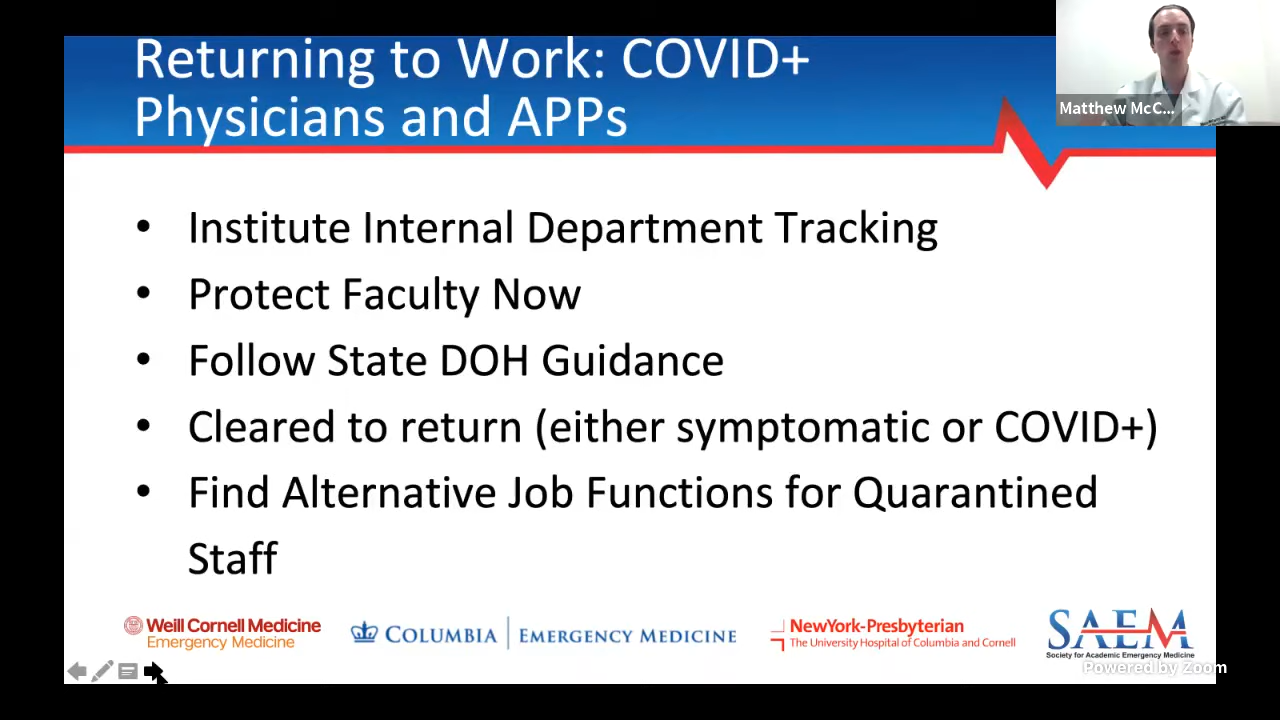 Returning to Work: COVID+
Physicians and APPs
Matthew McC...
• Institute Internal Department Tracking
• Protect Faculty Now
• Follow State DOH Guidance
• Cleared to return (either symptomatic or COVID+)
• Find Alternative Job Functions for Quarantined
Staff
Weill Cornell Medicine
Emergency Medicine
COLUMBIA | EMERGENCY MEDICINE
NewYork-Presbyterian
The University Hospital of Columbia and Cornell
SAEM
Society for Academic Emergency Medicine
Powered by Zoom